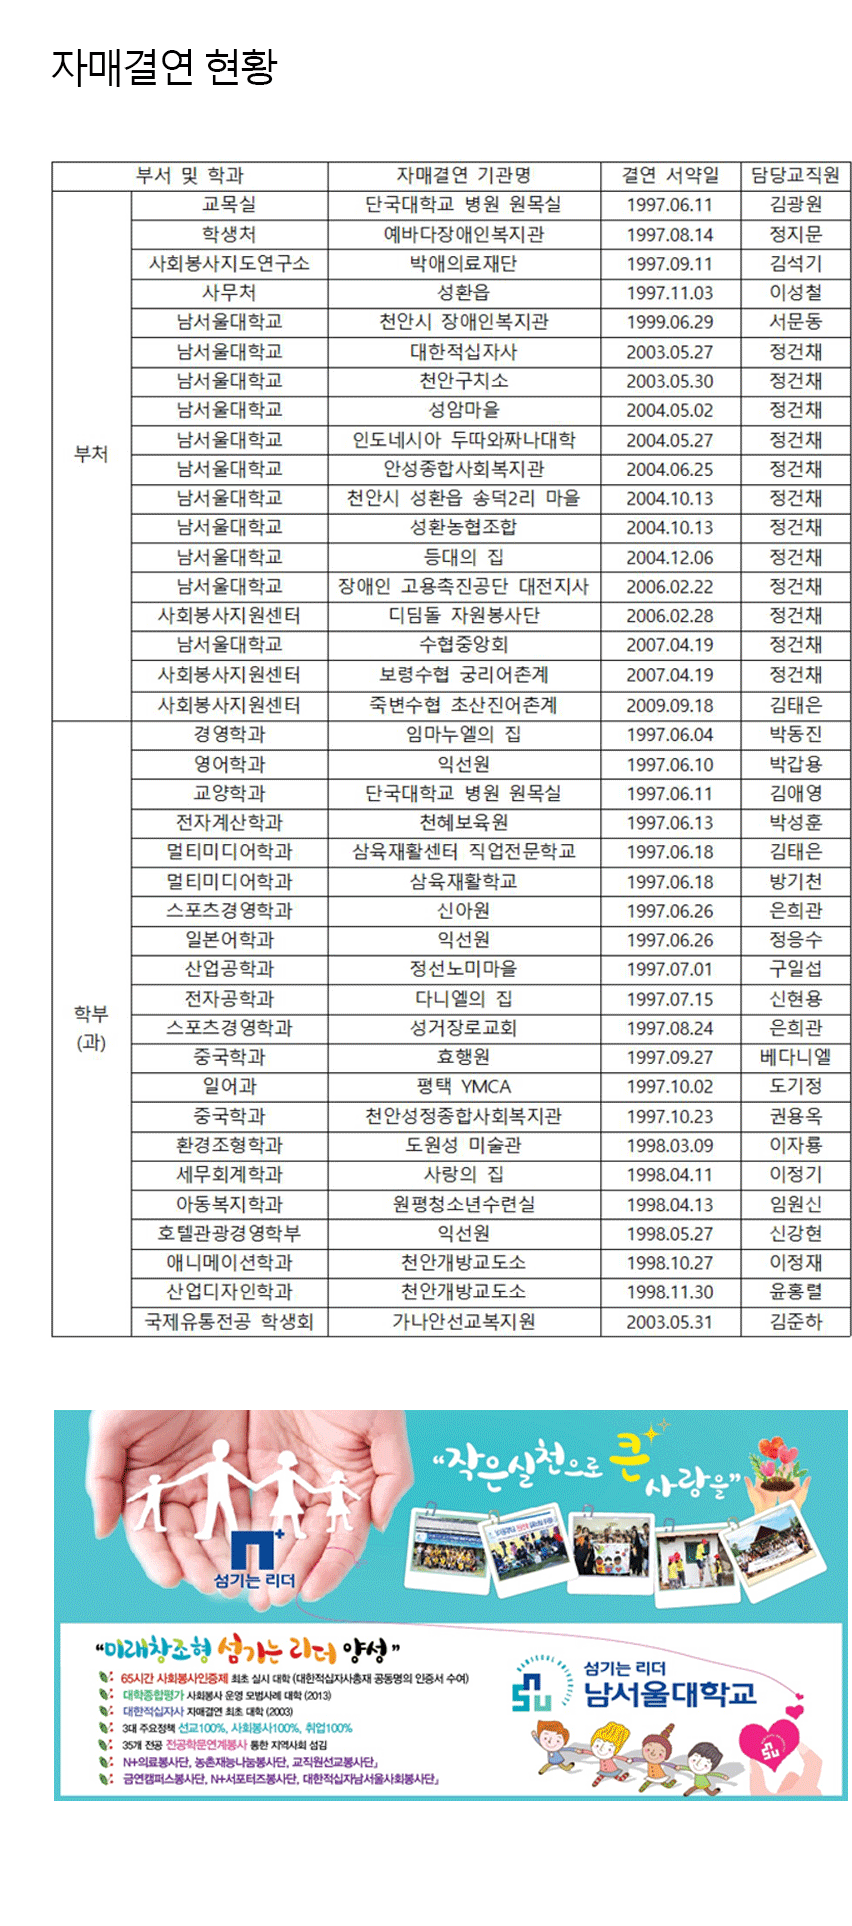 자매결연 현황
부서 및 학과 자매결연 기관명 결연 서약일 담당교직원
부처
교목실 단국대학교 병원 원목실 1997.06.11 김광원
학생처 예바다장애인복지관 1997.08.14 정지문
사회봉사지도연구소 박애의료재단 1997.09.11 김석기
사무처 성환읍 1997.11.03 이성철
남서울대학교 천안시 장애인복지관 1999.06.29 서문동
남서울대학교 대한적십자사 2003.05.27 정건채
남서울대학교 천안구치소 2003.05.30 정건채
남서울대학교 성암마을 2004.05.02 정건채
남서울대학교 인도네시아 두따와짜나대학 2004.05.27 정건채
남서울대학교 안성종합사회복지관 2004.06.25 정건채
남서울대학교 천안시 성환읍 송덕2리 마을 2004.10.13 정건채
남서울대학교 성환농협조합 2004.10.13 정건채
남서울대학교 등대의 집 2004.12.06 정건채
남서울대학교 장애인 고용촉진공단 대전지사 2006.02.22 정건채
사회봉사지원센터 디딤돌 자원봉사단 2006.02.28 정건채
남서울대학교 수협중앙회 2007.04.19 정건채
사회봉사지원센터 보령수협 궁리어촌계 2007.04.19 정건채
사회봉사지원센터 죽변수협 초산진어촌계 2009.09.18 김태은
학부
(과)
경영학과 임마누엘의 집 1997.06.04 박동진
영어학과 익선원 1997.06.10 박갑용
교양학과 단국대학교 병원 원목실 1997.06.11 김애영
전자계산학과 천혜보육원 1997.06.13 박성훈
멀티미디어학과 삼육재활센터 직업전문학교 1997.06.18 김태은
멀티미디어학과 삼육재활학교 1997.06.18 방기천
스포츠경영학과 신아원 1997.06.26 은희관
일본어학과 익선원 1997.06.26 정응수
산업공학과 정선노미마을 1997.07.01 구일섭
전자공학과 다니엘의 집 1997.07.15 신현용
스포츠경영학과 성거장로교회 1997.08.24 은희관
중국학과 효행원 1997.09.27 베다니엘
일어과 평택 YMCA 1997.10.02 도기정
중국학과 천안성정종합사회복지관 1997.10.23 권용옥
환경조형학과 도원성 미술관 1998.03.09 이자룡
세무회계학과 사랑의 집 1998.04.11 이정기
아동복지학과 원평청소년수련실 1998.04.13 임원신
호텔관광경영학부 익선원 1998.05.27 신강현
애니메이션학과 천안개방교도소 1998.10.27 이정재
산업디자인학과 천안개방교도소 1998.11.30 윤홍렬
국제유통전공 학생회 가나안선교복지원 2003.05.31 김준하
“작은실천으로 큰 사랑을”
섬기는 리더
“미래창조형 섬기는 리더 양성”
65시간 사회봉사인증제 최초 실시 대학 (대한적십자사총재 공동명의 인증서 수여)
대학종합평가 사회봉사 운영 모범사례 대학 (2013)
대한적십자사 자매결연 최초 대학 (2003)
3대 주요정책 선교100%, 사회봉사100%, 취업100%
35개 전공 전공학문연계봉사 통한 지역사회 섬김
N+의료봉사단, 농촌재능나눔봉사단, 교직원선교봉사단」
금연캠퍼스봉사단, N+서포터즈봉사단, 대한적십자남서울사회봉사단」
섬기는 리더
남서울대학교
nsu